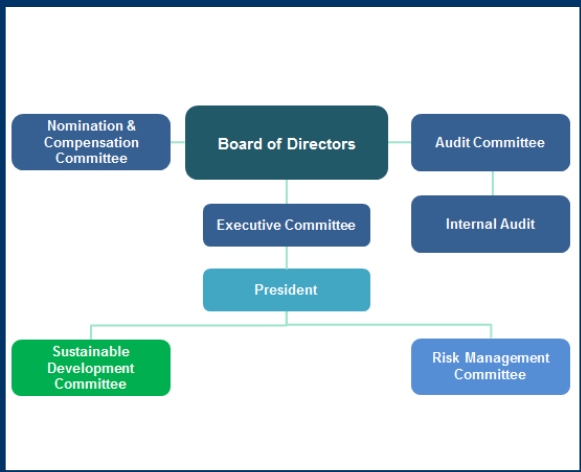 Nomination &
Compensation
Committee
Board of Directors
Audit Committee
Executive Committee
Internal Audit
President
Sustainable
Development
Committee
Risk Management
Committee